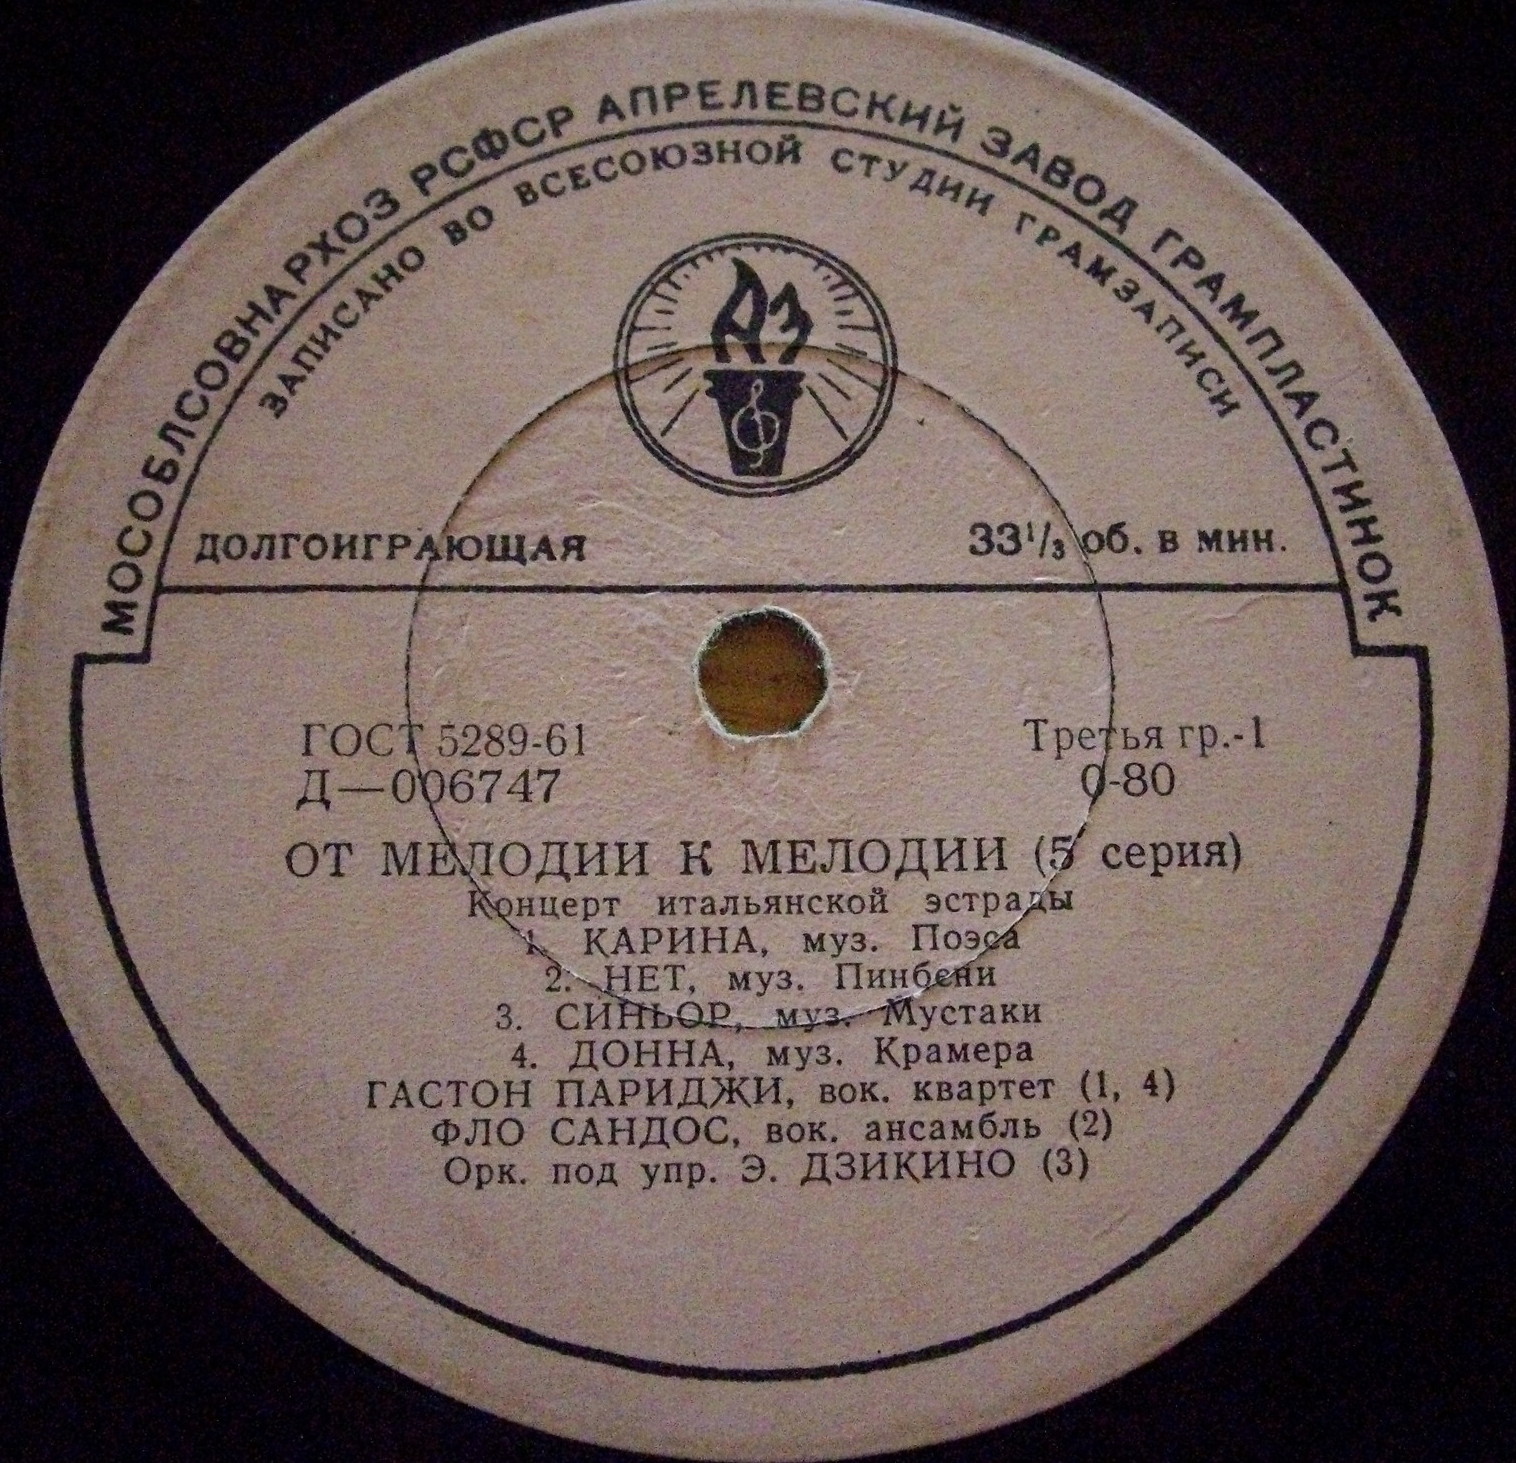 МОСОБЛСОВНАРХОЗ РСФСР АПРЕЛЕВСКИЙ ЗАВОД ГРАМПЛАСТИНОК
ЗАПИСАНО ВО ВСЕСОЮЗНОЙ СТУДИИ ГРАМЗАПИСИ
АЗ
ДОЛГОИГРАЮЩАЯ 33 1/3 об. в мин.
ГОСТ 5289-61 Третья гр.-1
Д—006747 0-80
ОТ МЕЛОДИИ К МЕЛОДИИ (5 серия)
Концерт итальянской эстрады
1. КАРИНА, муз. Поэса
2. НЕТ, муз. Пинбени
3. СИНЬОР, муз. Мустаки
4. ДОННА, муз. Крамера
ГАСТОН ПАРИДЖИ, вок. квартет (1, 4)
ФЛО САНДОС, вок. ансамбль (2)
Орк. под упр. Э. ДЗИКИНО (3)